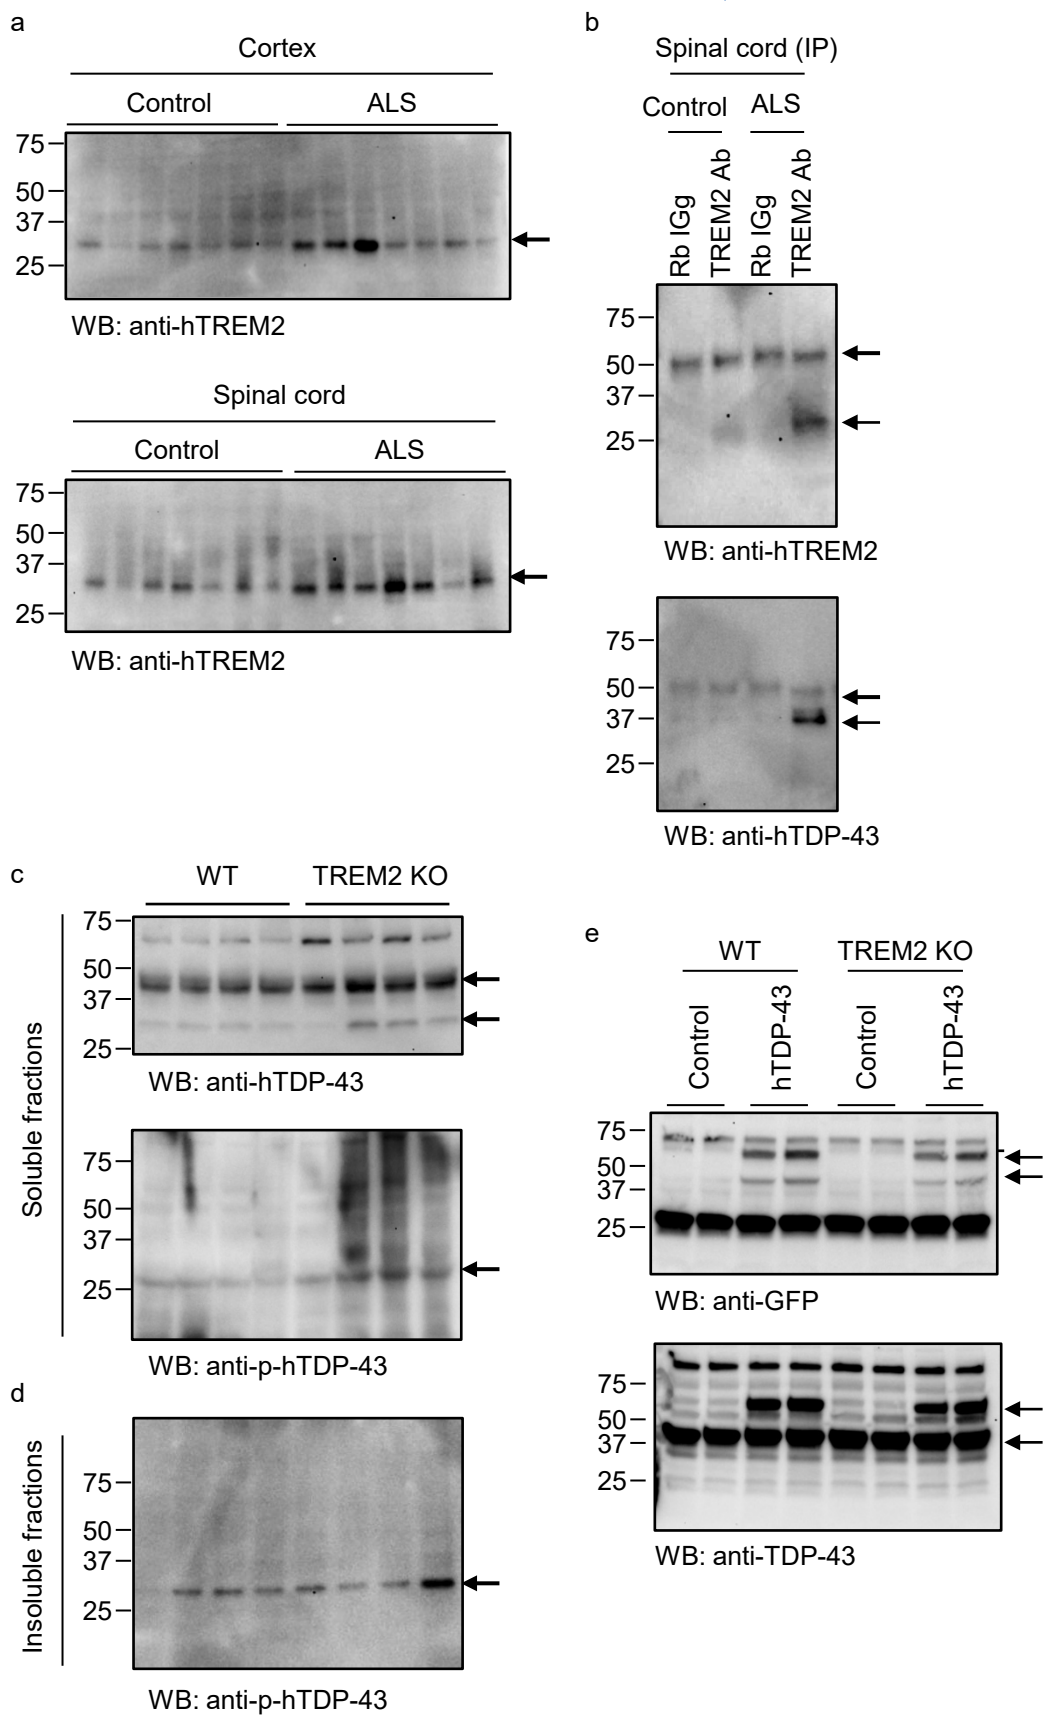 a
Cortex
Control ALS
75
50
37
25
WB: anti-hTREM2
Spinal cord
Control ALS
75
50
37
25
WB: anti-hTREM2
b
Spinal cord (IP)
Control ALS
Rb IGg TREM2 Ab Rb IGg TREM2 Ab
75
50
37
25
WB: anti-hTREM2
75
50
37
25
WB: anti-hTDP-43
c
WT TREM2 KO
Soluble fractions
75
50
37
25
WB: anti-hTDP-43
75
50
37
25
WB: anti-p-hTDP-43
d
Insoluble fractions
75
50
37
25
WB: anti-p-hTDP-43
e
WT TREM2 KO
Control hTDP-43 Control hTDP-43
75
50
37
25
WB: anti-GFP
75
50
37
25
WB: anti-TDP-43